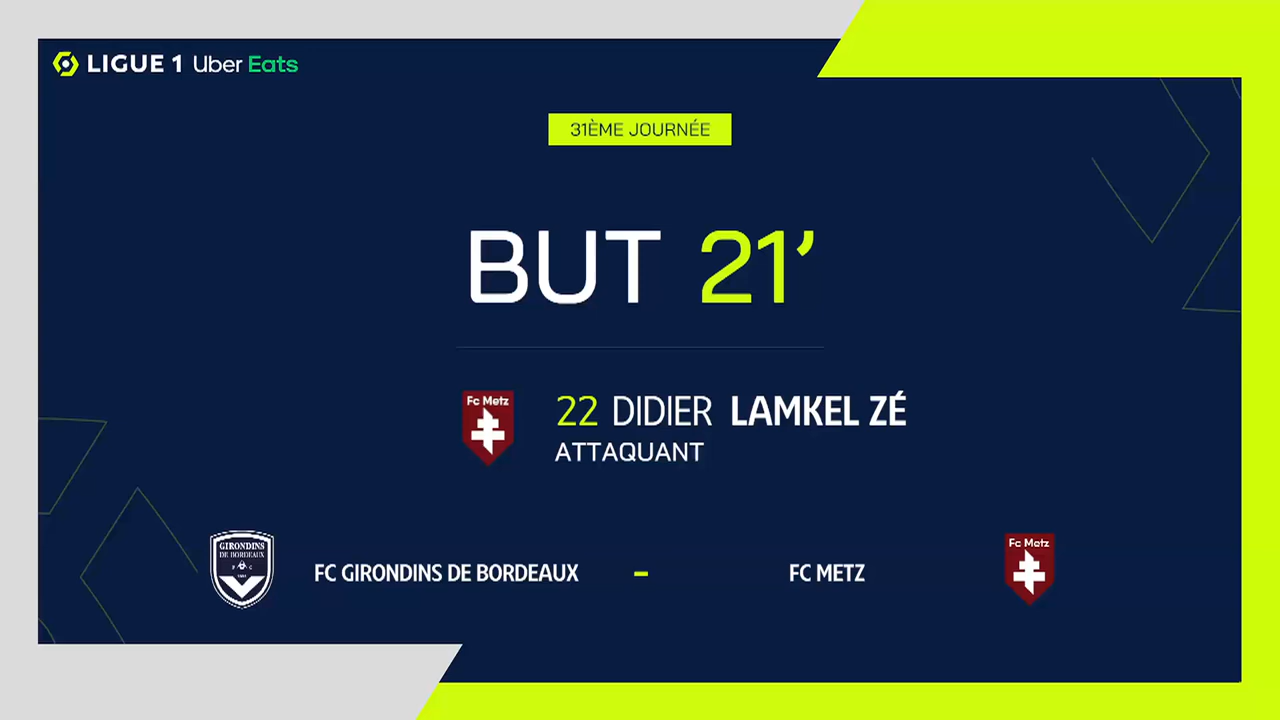 LIGUE 1 Uber Eats
31ÈME JOURNÉE
BUT 21’
Fc Metz
22 DIDIER LAMKEL ZÉ
ATTAQUANT
GIRONDINS
DE BORDEAUX
FC GIRONDINS DE BORDEAUX – FC METZ
Fc Metz